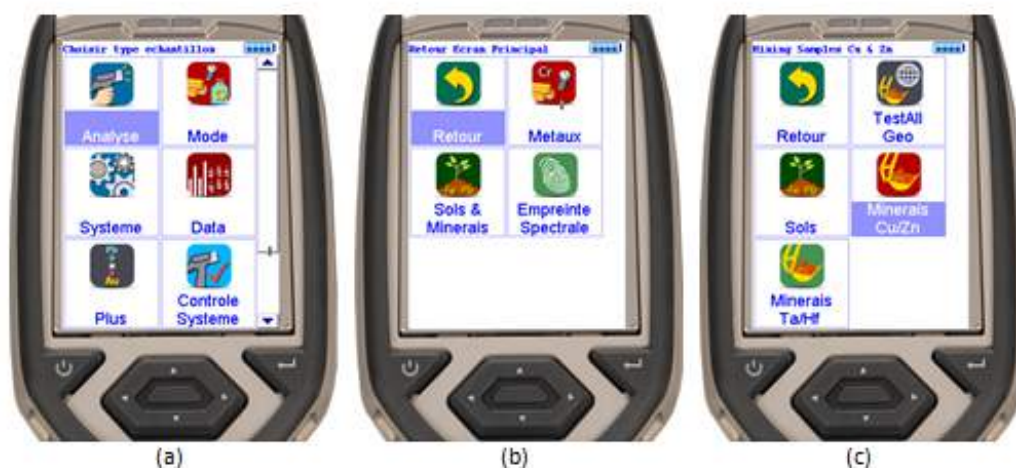 Choisir type echantillon
Analyse
Mode
Systeme
Data
Plus
Controle
Systeme
(a)
Retour Ecran Principal
Retour
Cr
Metaux
Sols &
Minerais
Empreinte
Spectrale
(b)
Mining Samples Cu & Zn
Retour
TestAll
Geo
Sols
Minerais
Cu/Zn
Minerais
Ta/Hf
(c)